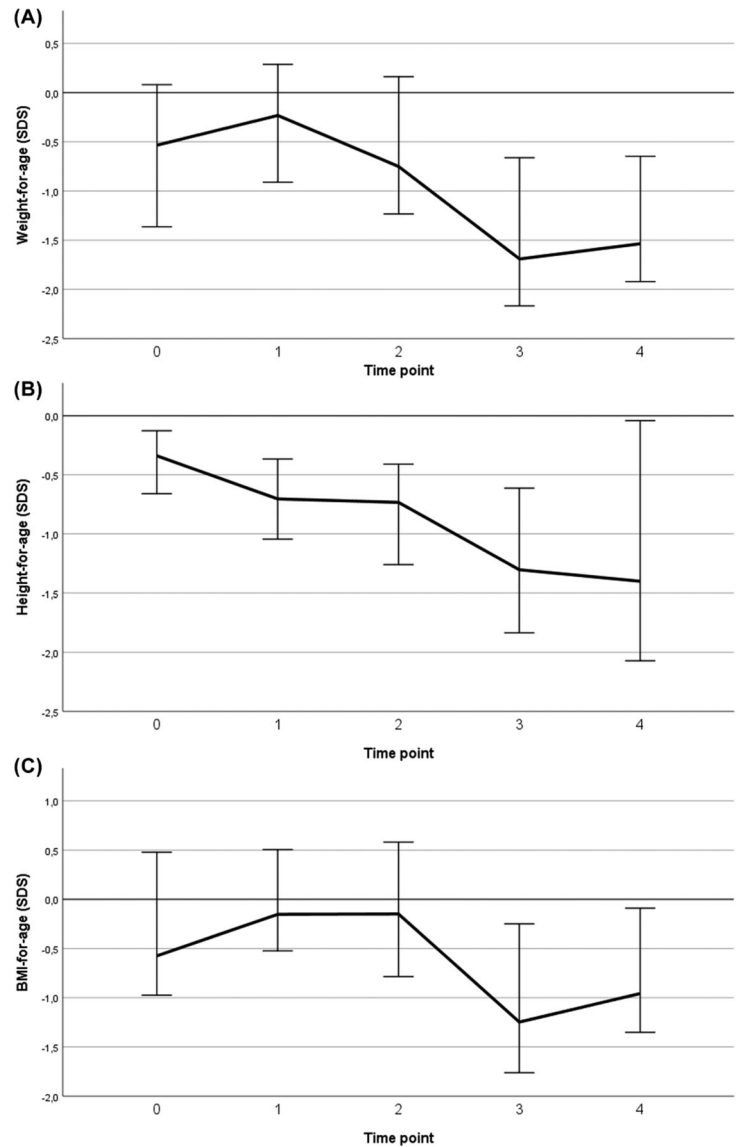 (A)
Weight-for-age (SDS)
0,5
0,0
-0,5
-1,0
-1,5
-2,0
-2,5
0 1 2 3 4
Time point
(B)
Height-for-age (SDS)
0,0
-0,5
-1,0
-1,5
-2,0
-2,5
0 1 2 3 4
Time point
(C)
BMI-for-age (SDS)
1,0
0,5
0,0
-0,5
-1,0
-1,5
-2,0
0 1 2 3 4
Time point